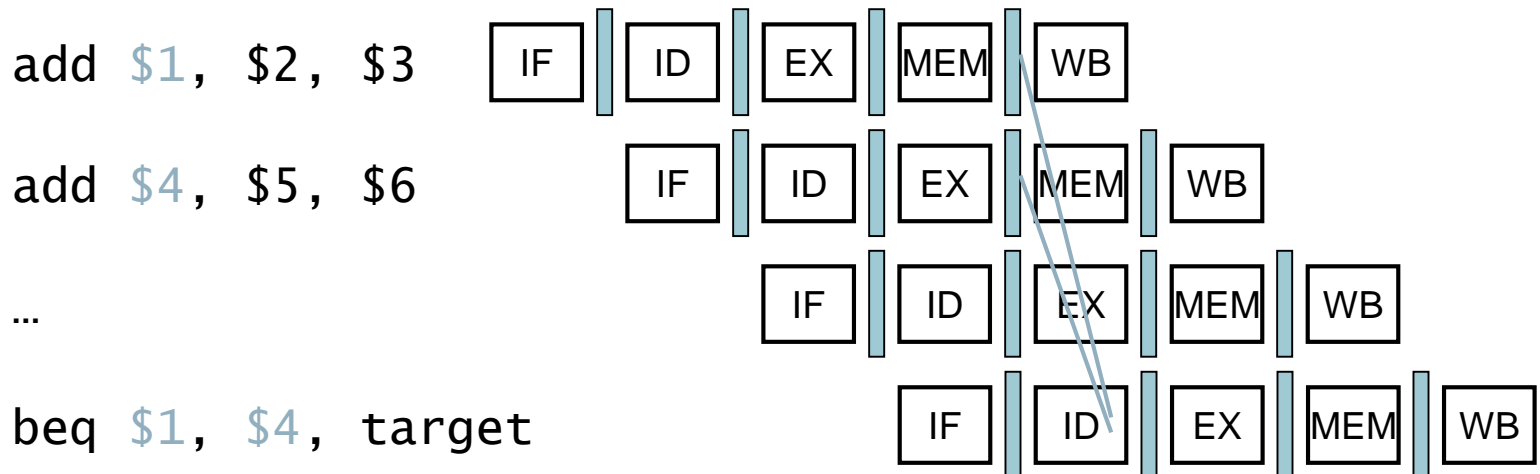 add $1, $2, $3 IF ID EX MEM WB
add $4, $5, $6 IF ID EX MEM WB
… IF ID EX MEM WB
beq $1, $4, target IF ID EX MEM WB